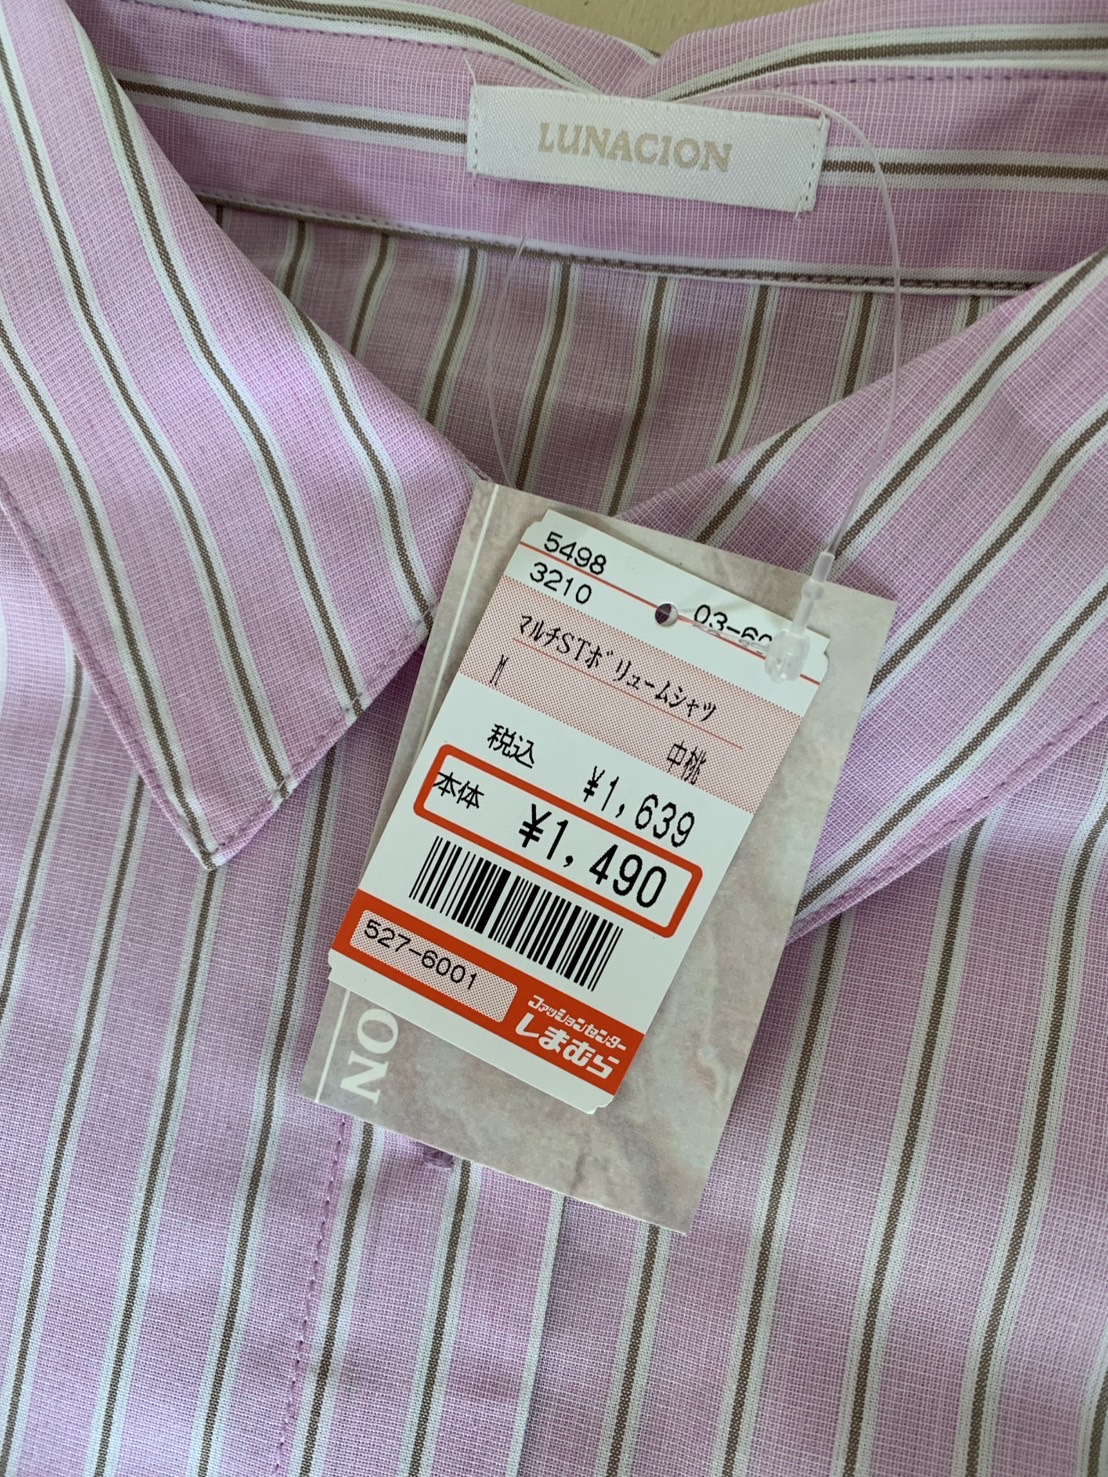 LUNACION
5498
3210
03-60
マルチSTボリュームシャツ
M
中桃
税込 ¥1,639
本体 ¥1,490
527-6001
ファッションセンター
しまむら
NO